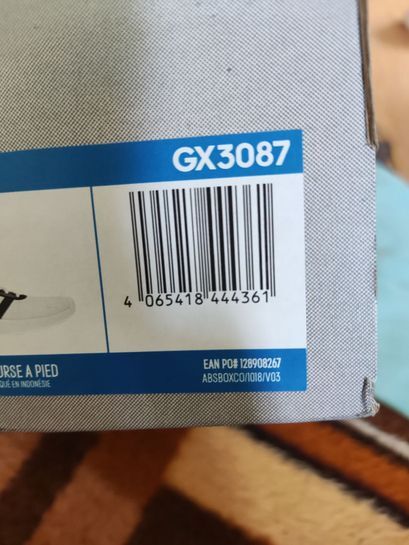 GX3087
4 065418 444361
URSE A PIED
QUÉ EN INDONÉSIE
EAN PO# 128908267
ABSBOXCO/1018/V03